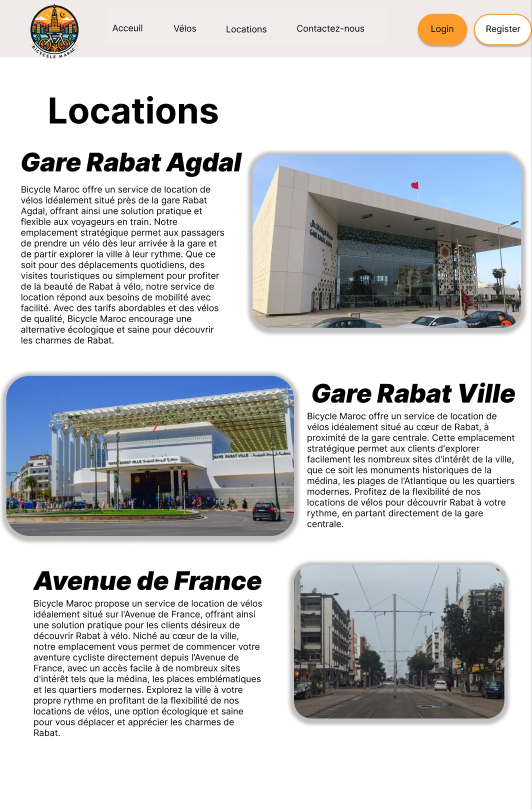 BICYCLE MAROC
Acceuil
Vélos
Locations
Contactez-nous
Login
Register
Locations
Gare Rabat Agdal
Bicycle Maroc offre un service de location de
vélos idéalement situé près de la gare Rabat
Agdal, offrant ainsi une solution pratique et
flexible aux voyageurs en train. Notre
emplacement stratégique permet aux passagers
de prendre un vélo dès leur arrivée à la gare et
de partir explorer la ville à leur rythme. Que ce
soit pour des déplacements quotidiens, des
visites touristiques ou simplement pour profiter
de la beauté de Rabat à vélo, notre service de
location répond aux besoins de mobilité avec
facilité. Avec des tarifs abordables et des vélos
de qualité, Bicycle Maroc encourage une
alternative écologique et saine pour découvrir
les charmes de Rabat.
Gare Rabat Ville
Bicycle Maroc offre un service de location de
vélos idéalement situé au cœur de Rabat, à
proximité de la gare centrale. Cette emplacement
stratégique permet aux clients d'explorer
facilement les nombreux sites d'intérêt de la ville,
que ce soit les monuments historiques de la
médina, les plages de l'Atlantique ou les quartiers
modernes. Profitez de la flexibilité de nos
locations de vélos pour découvrir Rabat à votre
rythme, en partant directement de la gare
centrale.
GARE RABAT VILLE
Avenue de France
Bicycle Maroc propose un service de location de vélos
idéalement situé sur l'Avenue de France, offrant ainsi
une solution pratique pour les clients désireux de
découvrir Rabat à vélo. Niché au cœur de la ville,
notre emplacement vous permet de commencer votre
aventure cycliste directement depuis l'Avenue de
France, avec un accès facile à de nombreux sites
d'intérêt tels que la médina, les places emblématiques
et les quartiers modernes. Explorez la ville à votre
propre rythme en profitant de la flexibilité de nos
locations de vélos, une option écologique et saine
pour vous déplacer et apprécier les charmes de
Rabat.